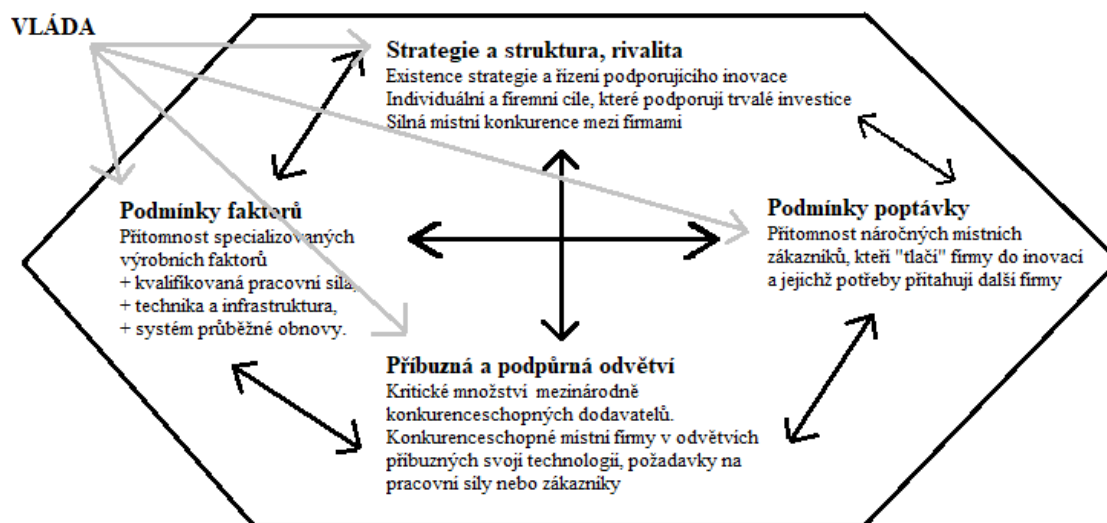 VLÁDA
Strategie a struktura, rivalita
Existence strategie a řízení podporujícího inovace
Individuální a firemní cíle, které podporují trvalé investice
Silná místní konkurence mezi firmami
Podmínky faktorů
Přítomnost specializovaných
výrobních faktorů
+ kvalifikovaná pracovní síla,
+ technika a infrastruktura,
+ systém průběžné obnovy.
Podmínky poptávky
Přítomnost náročných místních
zákazníků, kteří "tlačí" firmy do inovací
a jejichž potřeby přitahují další firmy
Příbuzná a podpůrná odvětví
Kritické množství mezinárodně
konkurenceschopných dodavatelů.
Konkurenceschopné místní firmy v odvětvích
příbuzných svojí technologií, požadavky na
pracovní síly nebo zákazníky